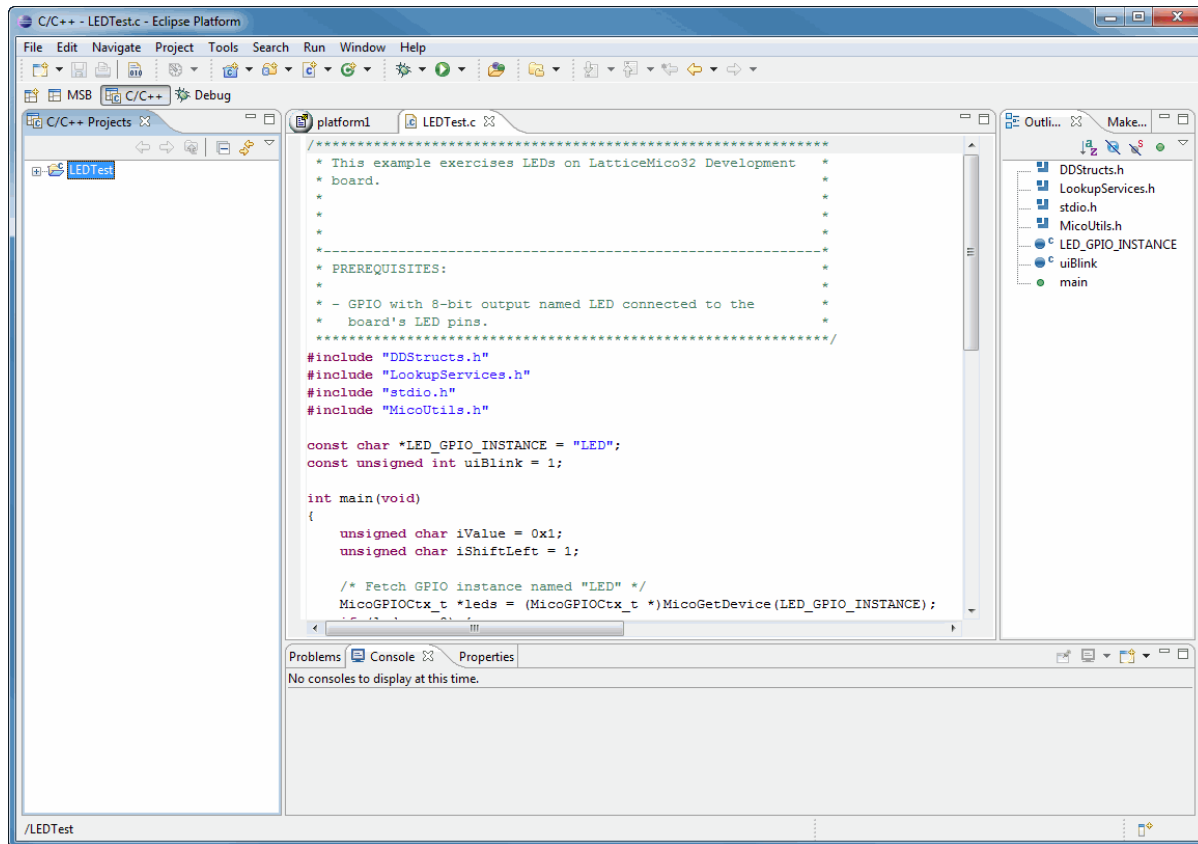 C/C++ - LEDTest.c - Eclipse Platform
File Edit Navigate Project Tools Search Run Window Help
MSB C/C++ Debug
C/C++ Projects
LEDTest
platform1 LEDTest.c
/***************************************************************
* This example exercises LEDs on LatticeMico32 Development *
* board. *
* *
* *
* *
*-------------------------------------------------------------*
* PREREQUISITES: *
* *
* - GPIO with 8-bit output named LED connected to the *
* board's LED pins. *
***************************************************************/
#include "DDStructs.h"
#include "LookupServices.h"
#include "stdio.h"
#include "MicoUtils.h"
const char *LED_GPIO_INSTANCE = "LED";
const unsigned int uiBlink = 1;
int main(void)
{
unsigned char iValue = 0x1;
unsigned char iShiftLeft = 1;
/* Fetch GPIO instance named "LED" */
MicoGPIOCtx_t *leds = (MicoGPIOCtx_t *)MicoGetDevice(LED_GPIO_INSTANCE);
Outli... Make...
DDStructs.h
LookupServices.h
stdio.h
MicoUtils.h
LED_GPIO_INSTANCE
uiBlink
main
Problems Console Properties
No consoles to display at this time.
/LEDTest